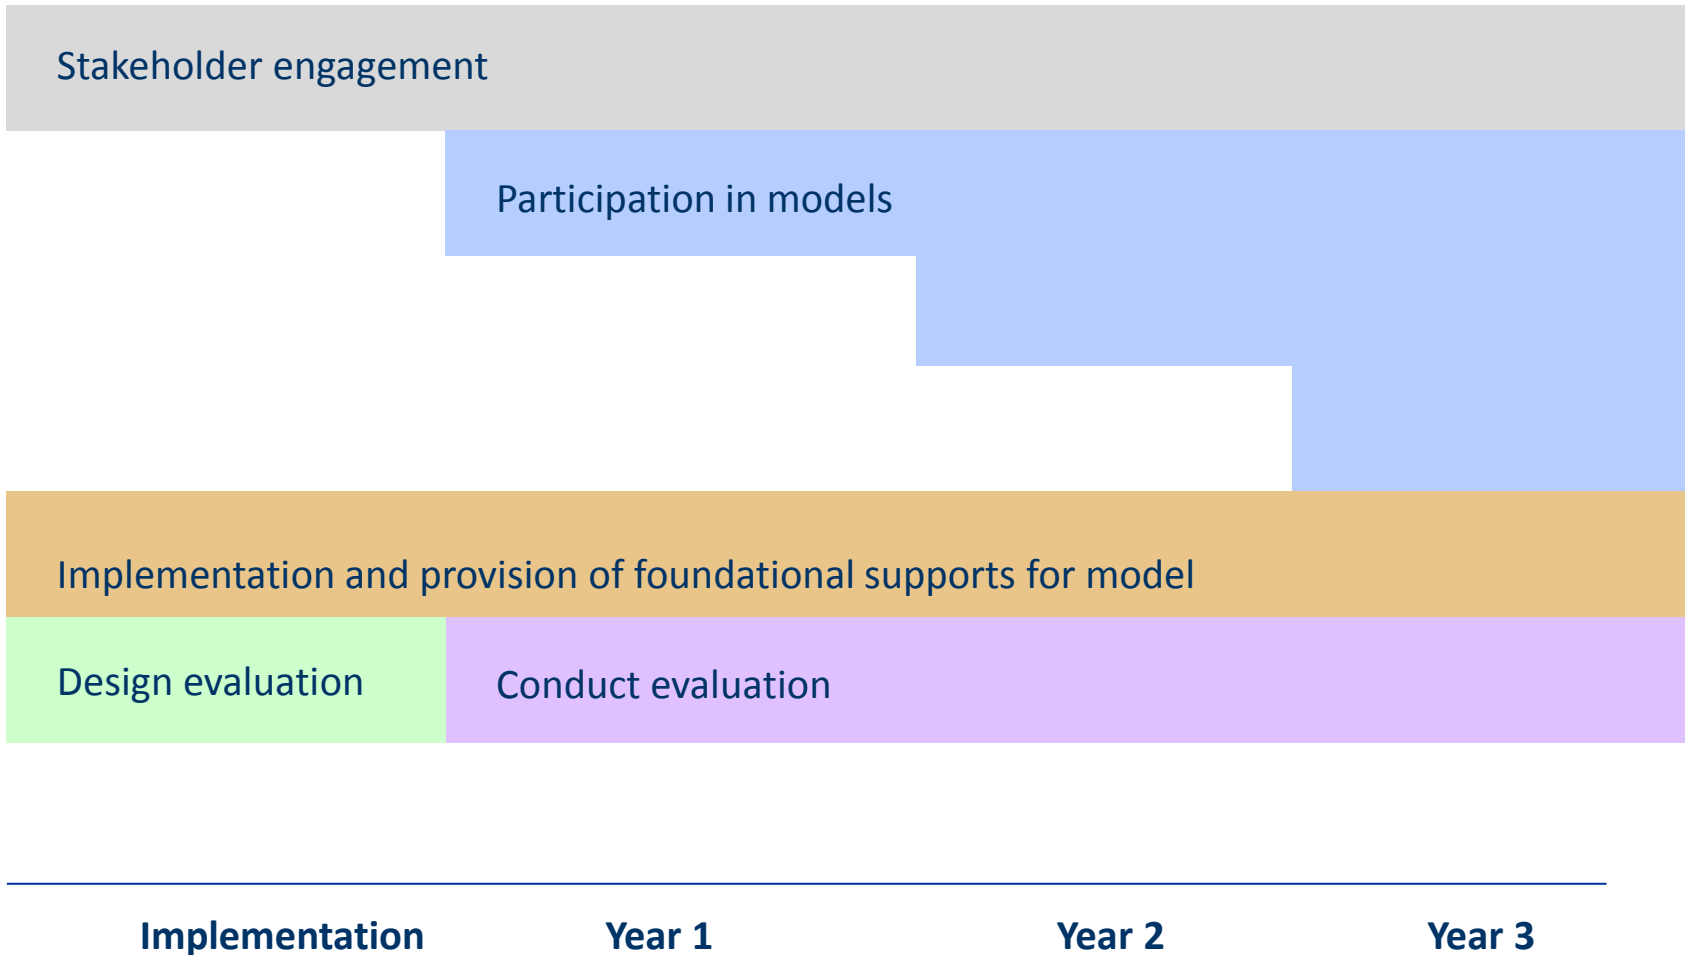 Stakeholder engagement
Participation in models
Implementation and provision of foundational supports for model
Design evaluation
Conduct evaluation
Implementation
Year 1
Year 2
Year 3